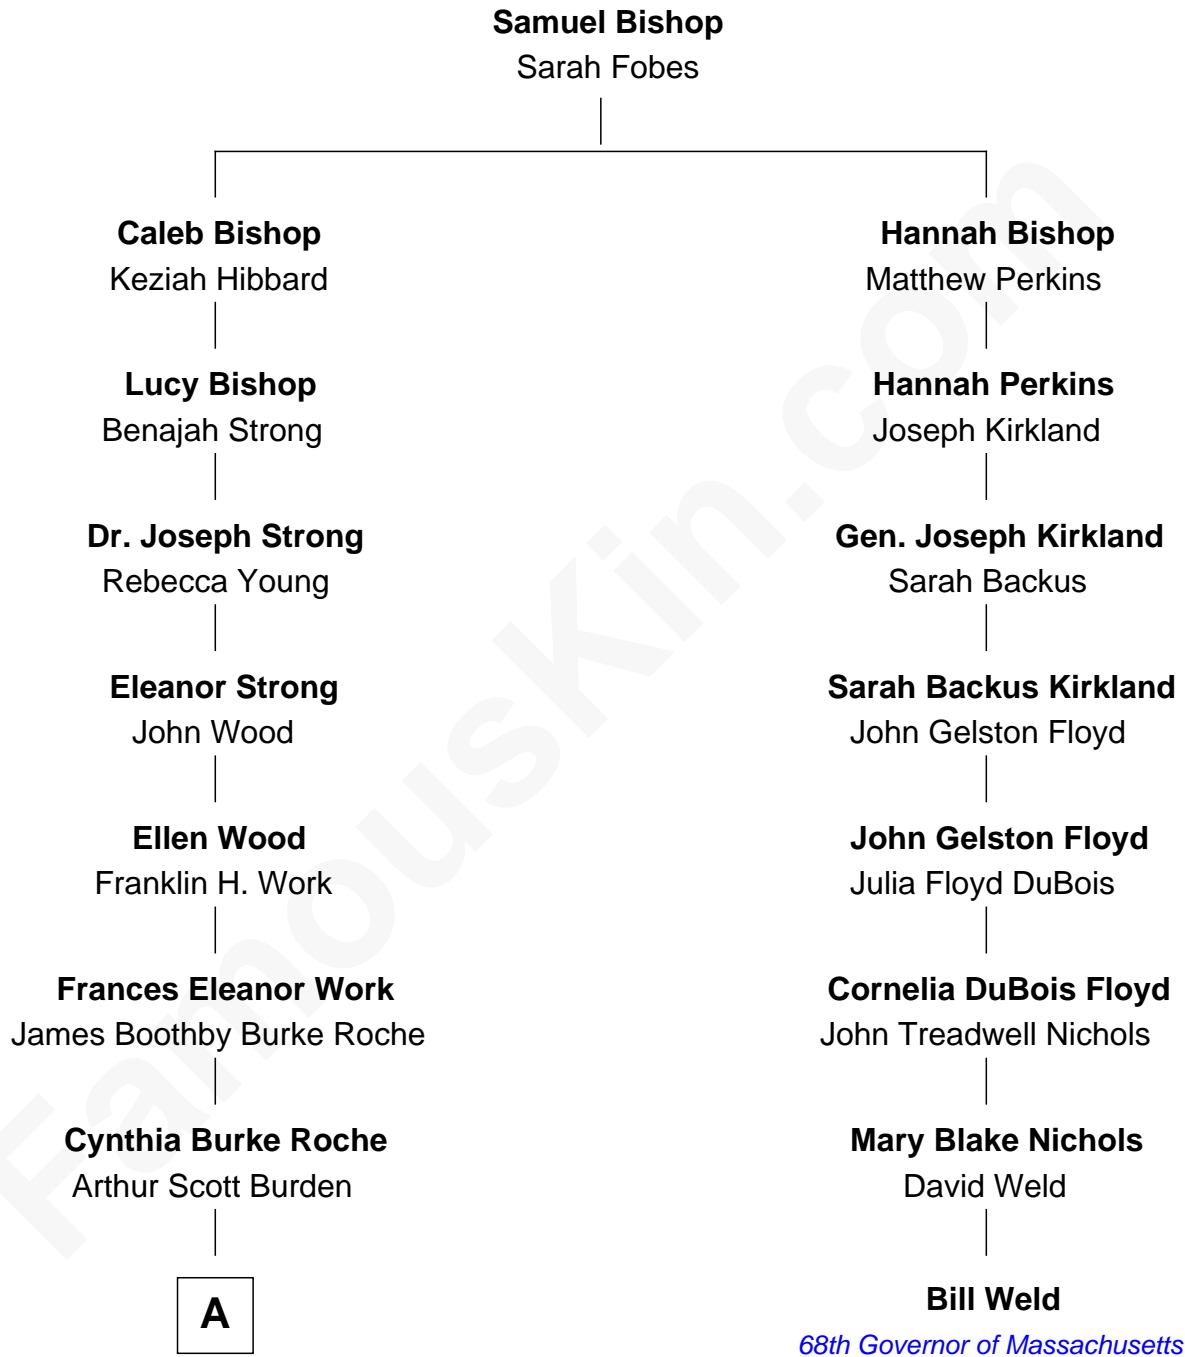 Samuel Bishop
Sarah Fobes
Caleb Bishop
Keziah Hibbard
Hannah Bishop
Matthew Perkins
Lucy Bishop
Benajah Strong
Hannah Perkins
Joseph Kirkland
Dr. Joseph Strong
Rebecca Young
Gen. Joseph Kirkland
Sarah Backus
Eleanor Strong
John Wood
Sarah Backus Kirkland
John Gelston Floyd
Ellen Wood
Franklin H. Work
John Gelston Floyd
Julia Floyd DuBois
Frances Eleanor Work
James Boothby Burke Roche
Cornelia DuBois Floyd
John Treadwell Nichols
Cynthia Burke Roche
Arthur Scott Burden
Mary Blake Nichols
David Weld
A
Bill Weld
68th Governor of Massachusetts
FamousKin.com